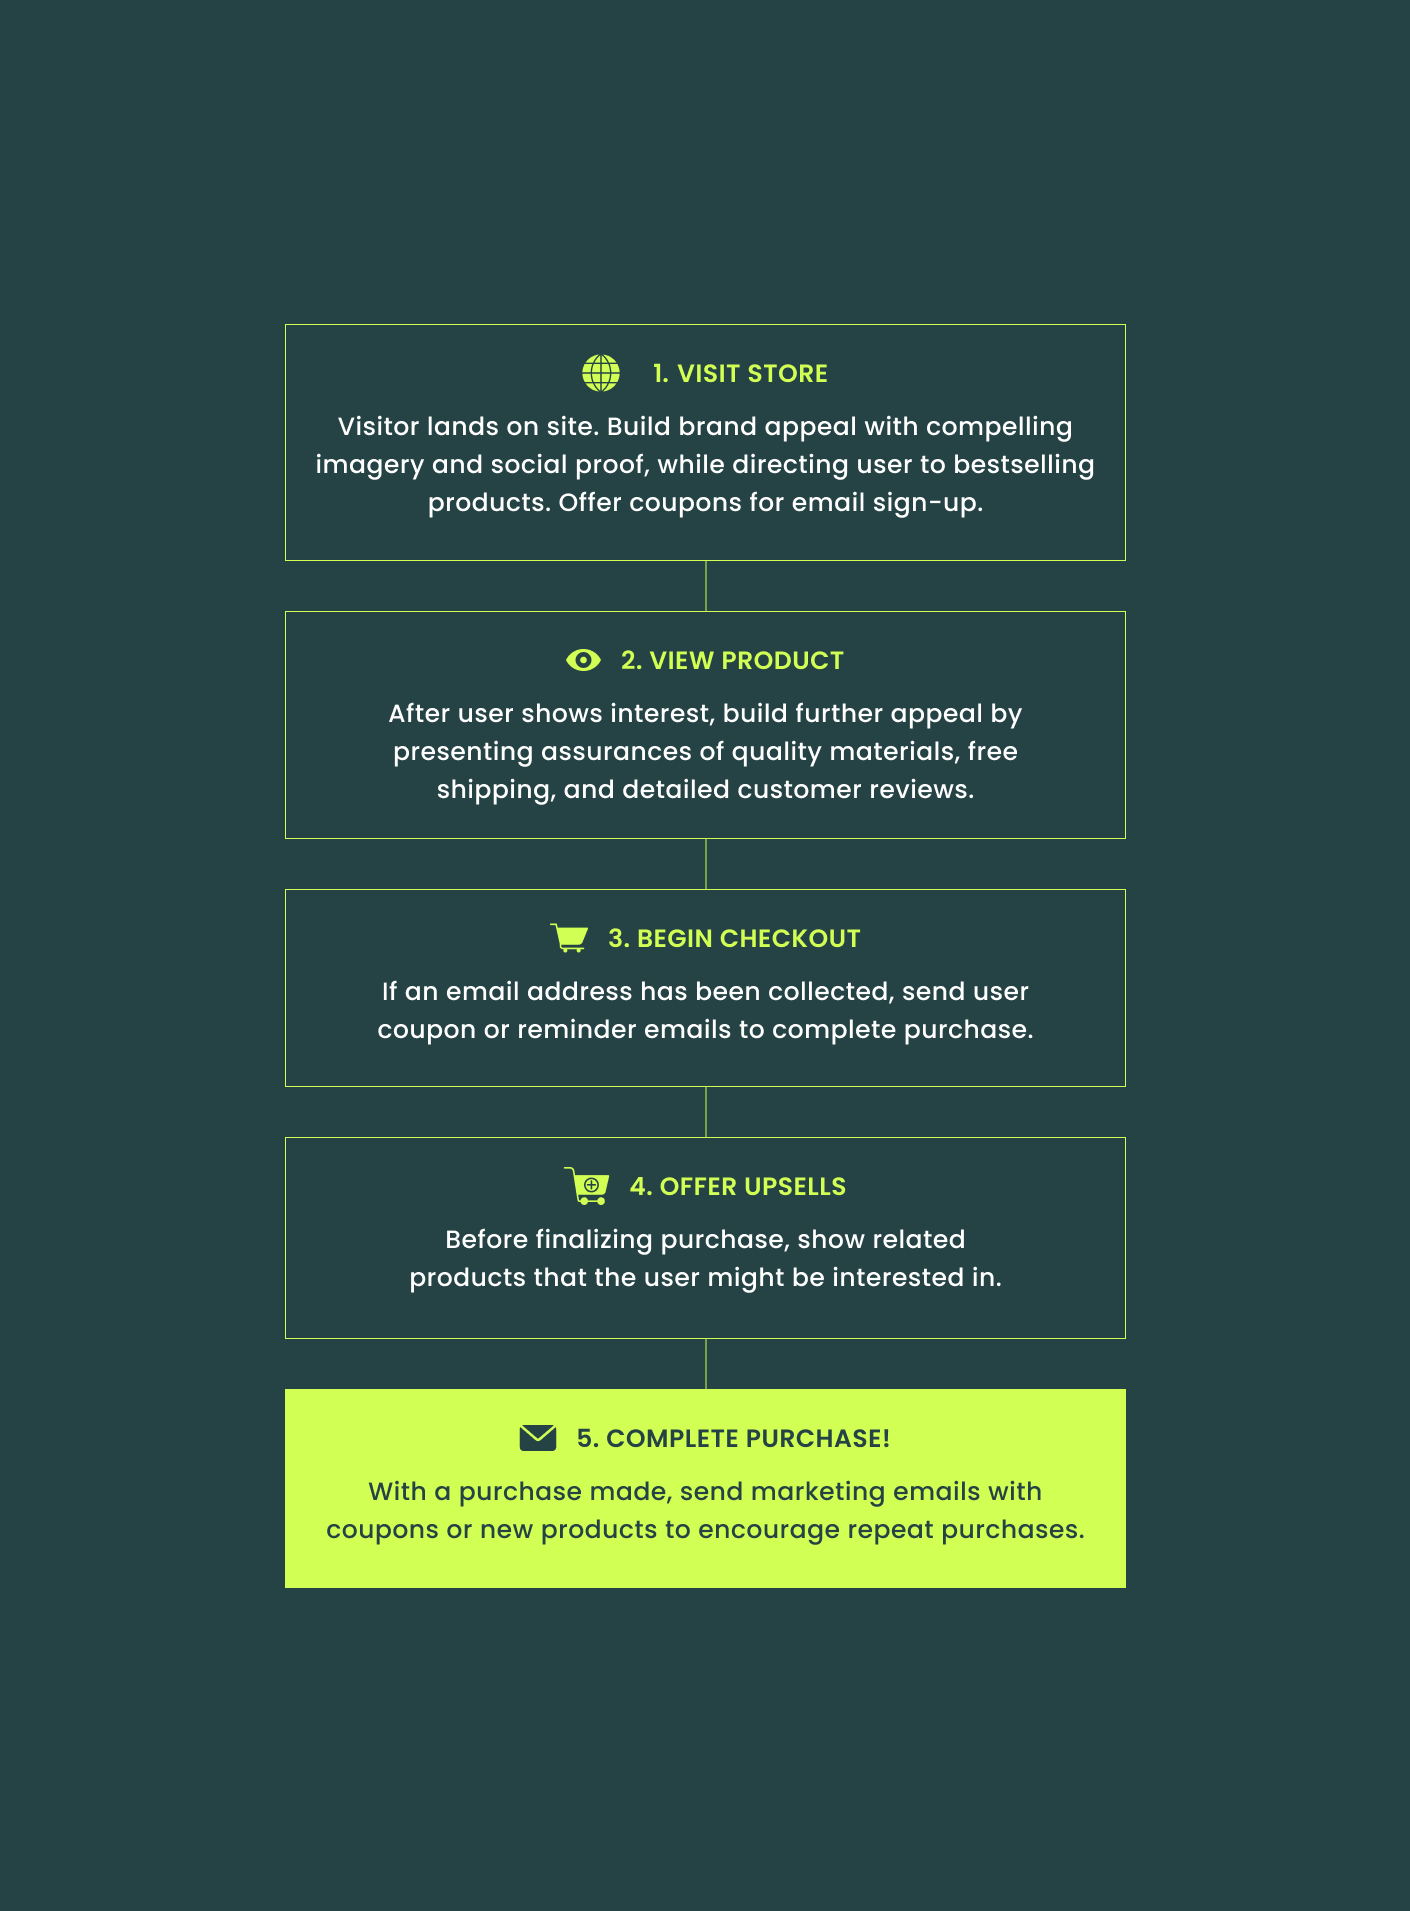 1. VISIT STORE
Visitor lands on site. Build brand appeal with compelling
imagery and social proof, while directing user to bestselling
products. Offer coupons for email sign-up.
2. VIEW PRODUCT
After user shows interest, build further appeal by
presenting assurances of quality materials, free
shipping, and detailed customer reviews.
3. BEGIN CHECKOUT
If an email address has been collected, send user
coupon or reminder emails to complete purchase.
4. OFFER UPSELLS
Before finalizing purchase, show related
products that the user might be interested in.
5. COMPLETE PURCHASE!
With a purchase made, send marketing emails with
coupons or new products to encourage repeat purchases.